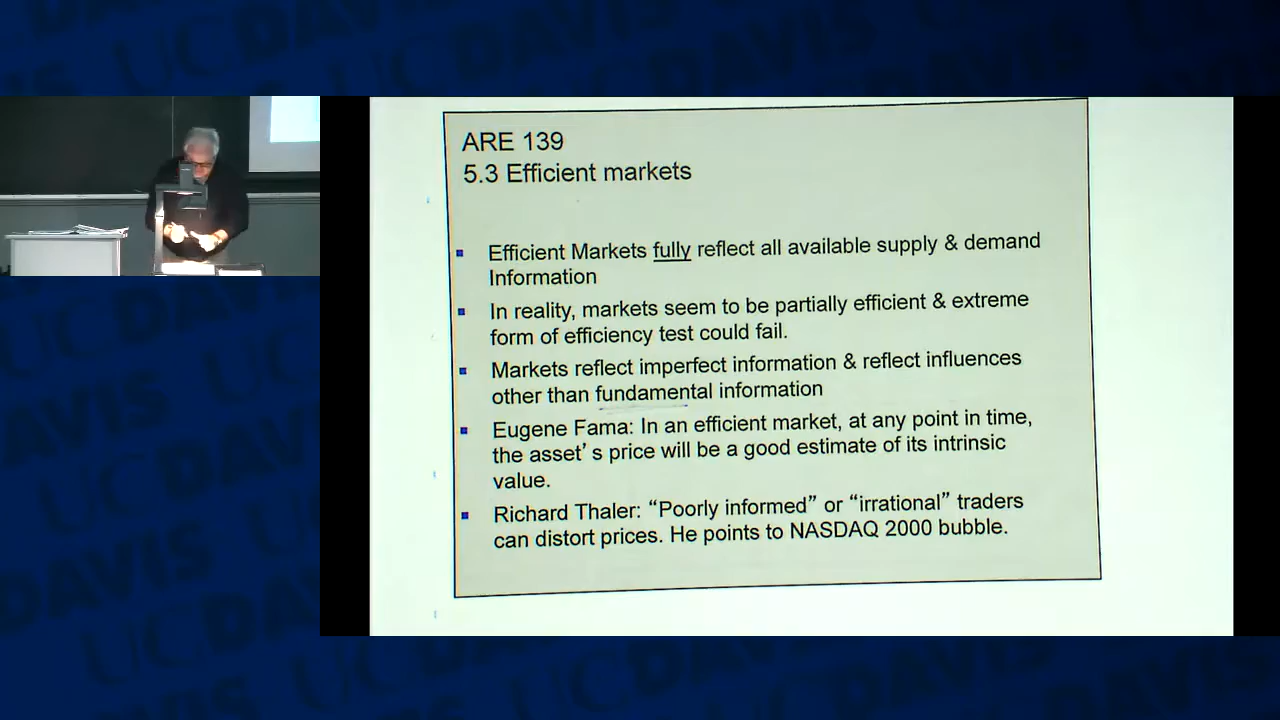 ARE 139
5.3 Efficient markets
▪ Efficient Markets fully reflect all available supply & demand
Information
▪ In reality, markets seem to be partially efficient & extreme
form of efficiency test could fail.
▪ Markets reflect imperfect information & reflect influences
other than fundamental information
▪ Eugene Fama: In an efficient market, at any point in time,
the asset’ s price will be a good estimate of its intrinsic
value.
▪ Richard Thaler: “Poorly informed” or “irrational” traders
can distort prices. He points to NASDAQ 2000 bubble.
UC DAVIS